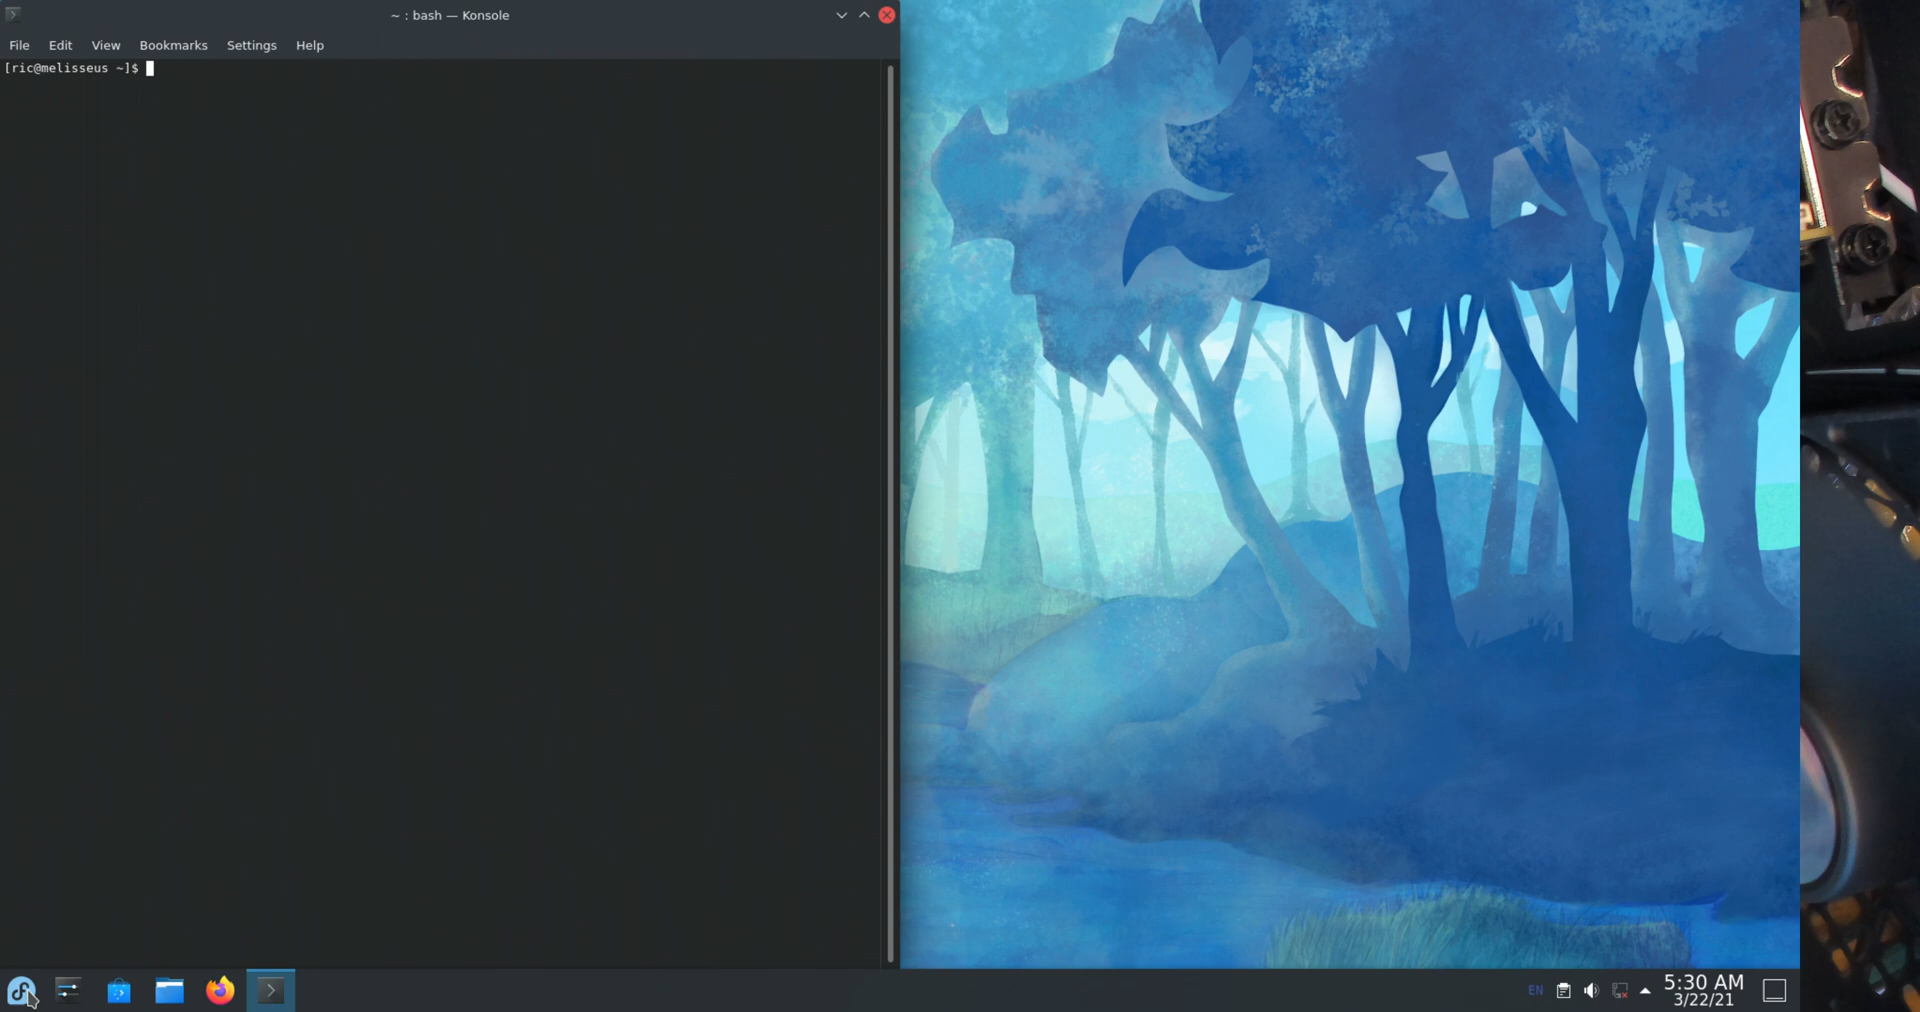 ~ : bash — Konsole
File Edit View Bookmarks Settings Help
[ric@melisseus ~]$
EN
5:30 AM
3/22/21